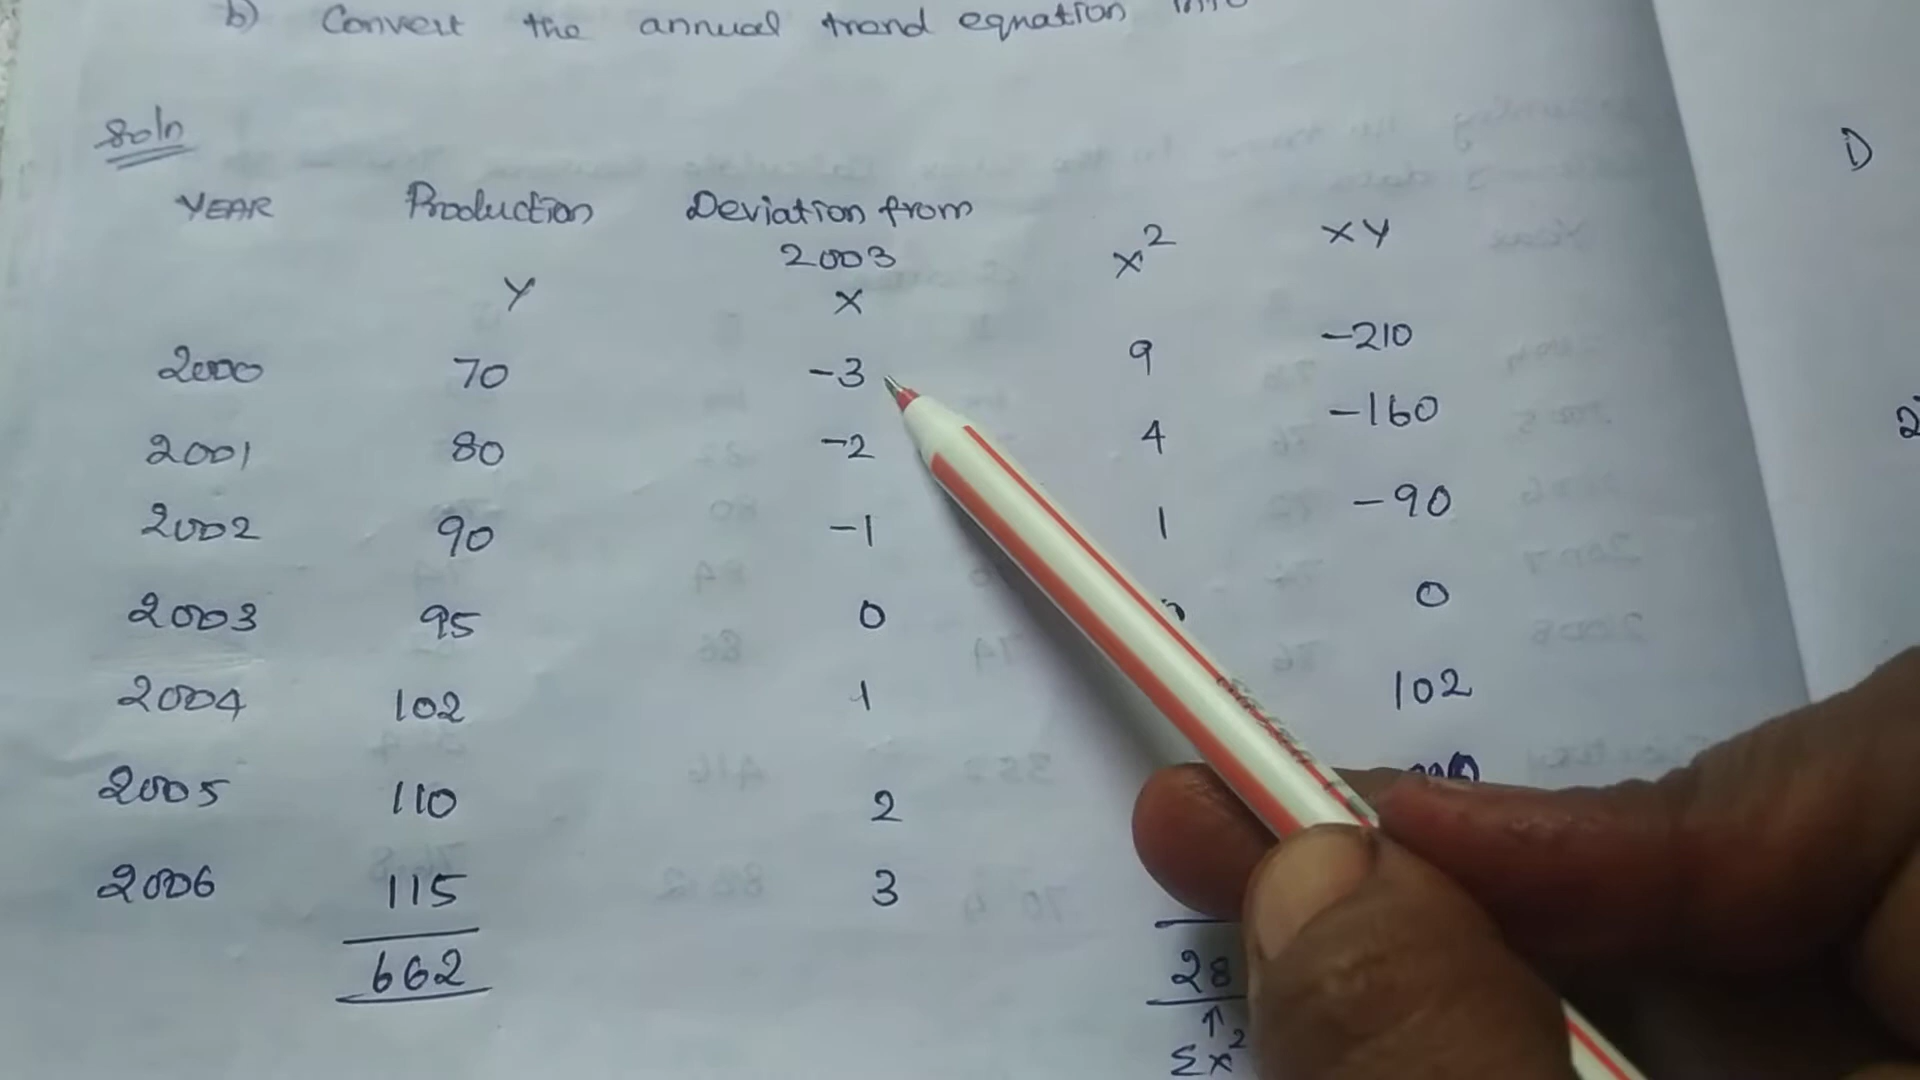 b) Convert the annual trend equation into
Soln
YEAR Production Deviation from 2003 X² XY
Y X
2000 70 -3 9 -210
2001 80 -2 4 -160
2002 90 -1 1 -90
2003 95 0 0
2004 102 1 102
2005 110 2
2006 115 3
662 28
↑
Σx²
D